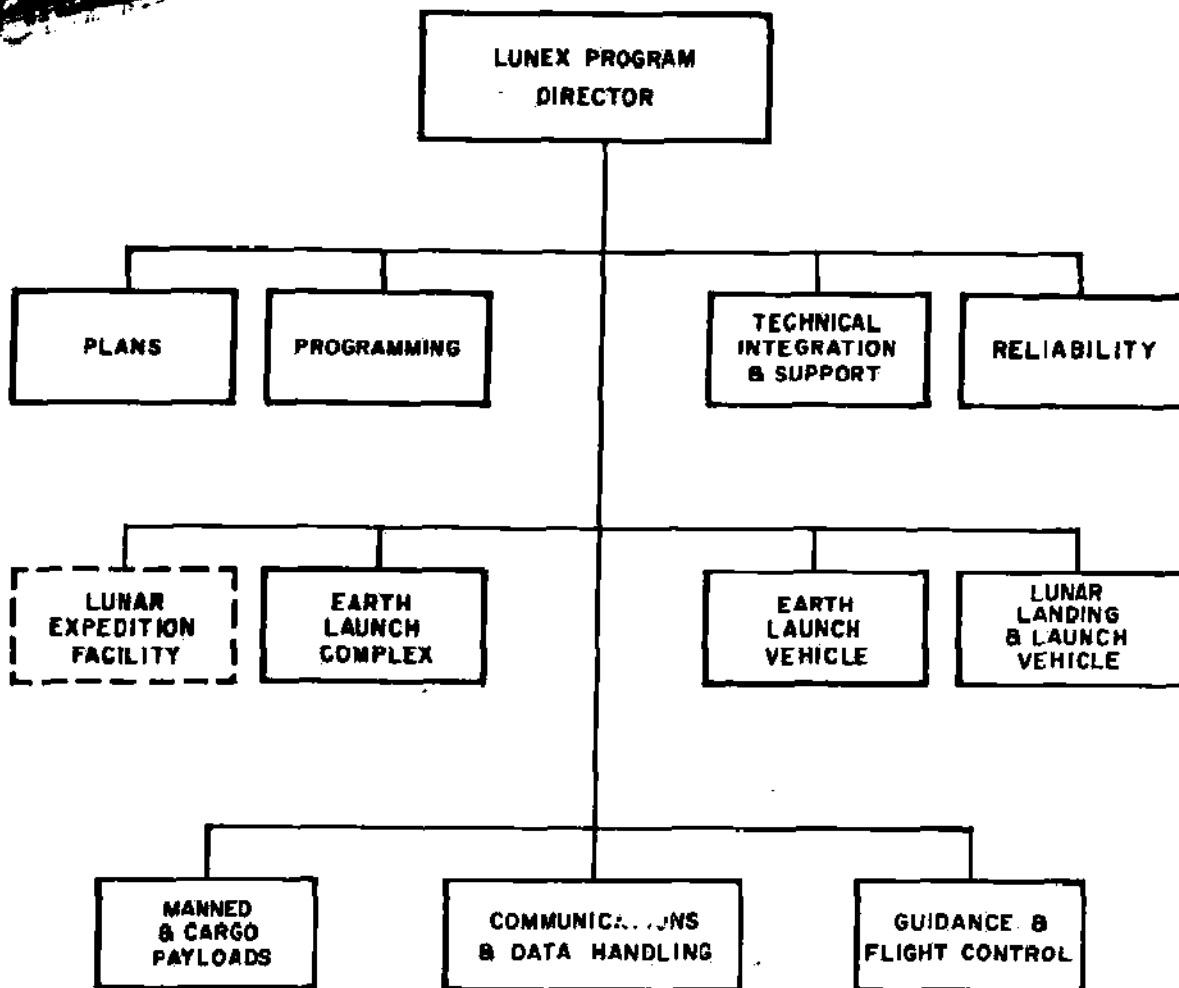 LUNEX PROGRAM
DIRECTOR
PLANS
PROGRAMMING
TECHNICAL
INTEGRATION
& SUPPORT
RELIABILITY
LUNAR
EXPEDITION
FACILITY
EARTH
LAUNCH
COMPLEX
EARTH
LAUNCH
VEHICLE
LUNAR
LANDING
& LAUNCH
VEHICLE
MANNED
& CARGO
PAYLOADS
COMMUNICATIONS
& DATA HANDLING
GUIDANCE &
FLIGHT CONTROL